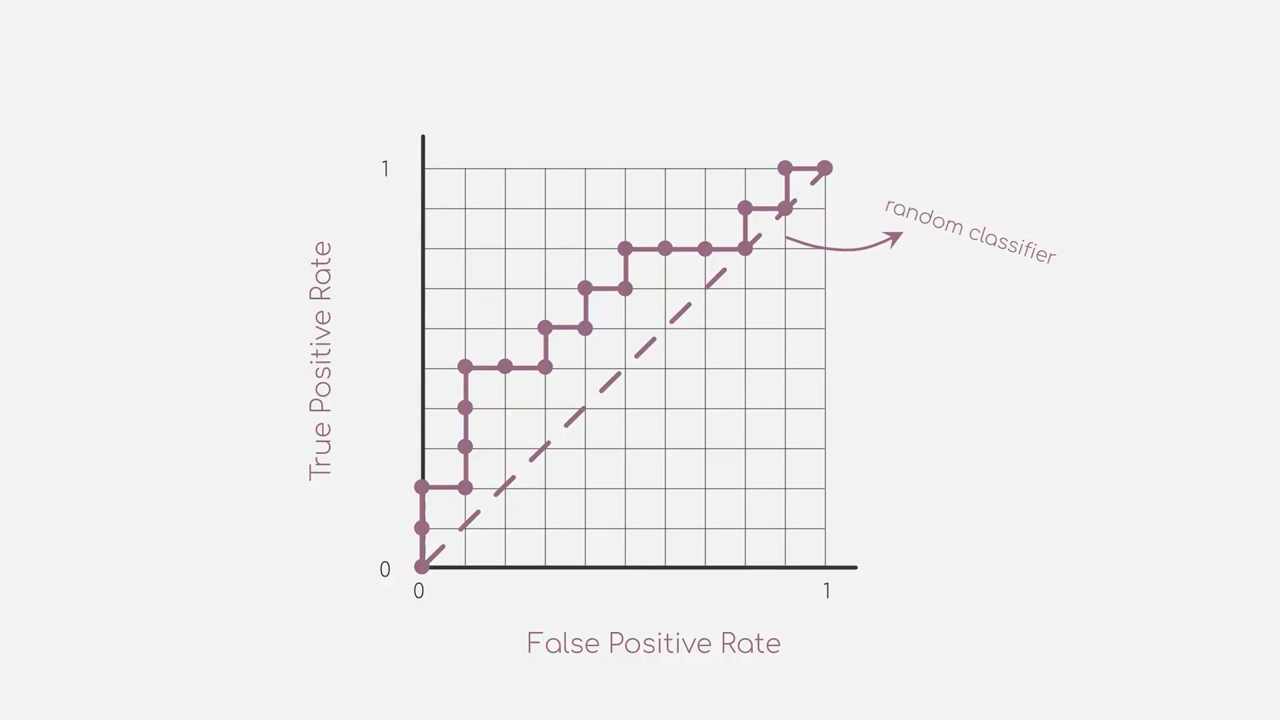 1
random classifier
True Positive Rate
0
0
1
False Positive Rate